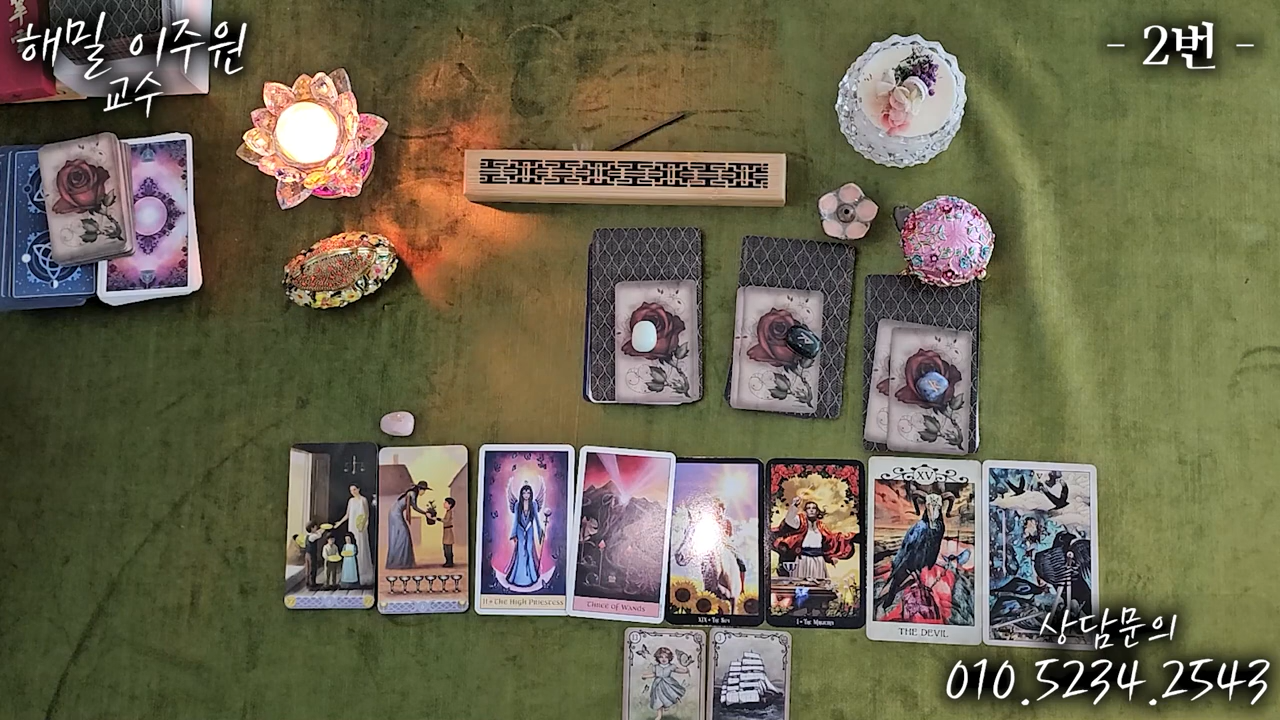 해밀 이주원
교수
- 2번 -
II • THE HIGH PRIESTESS
THREE OF WANDS
XIX • THE SUN
I • THE MAGICIAN
XV
THE DEVIL
V
상담문의
010.5234.2543